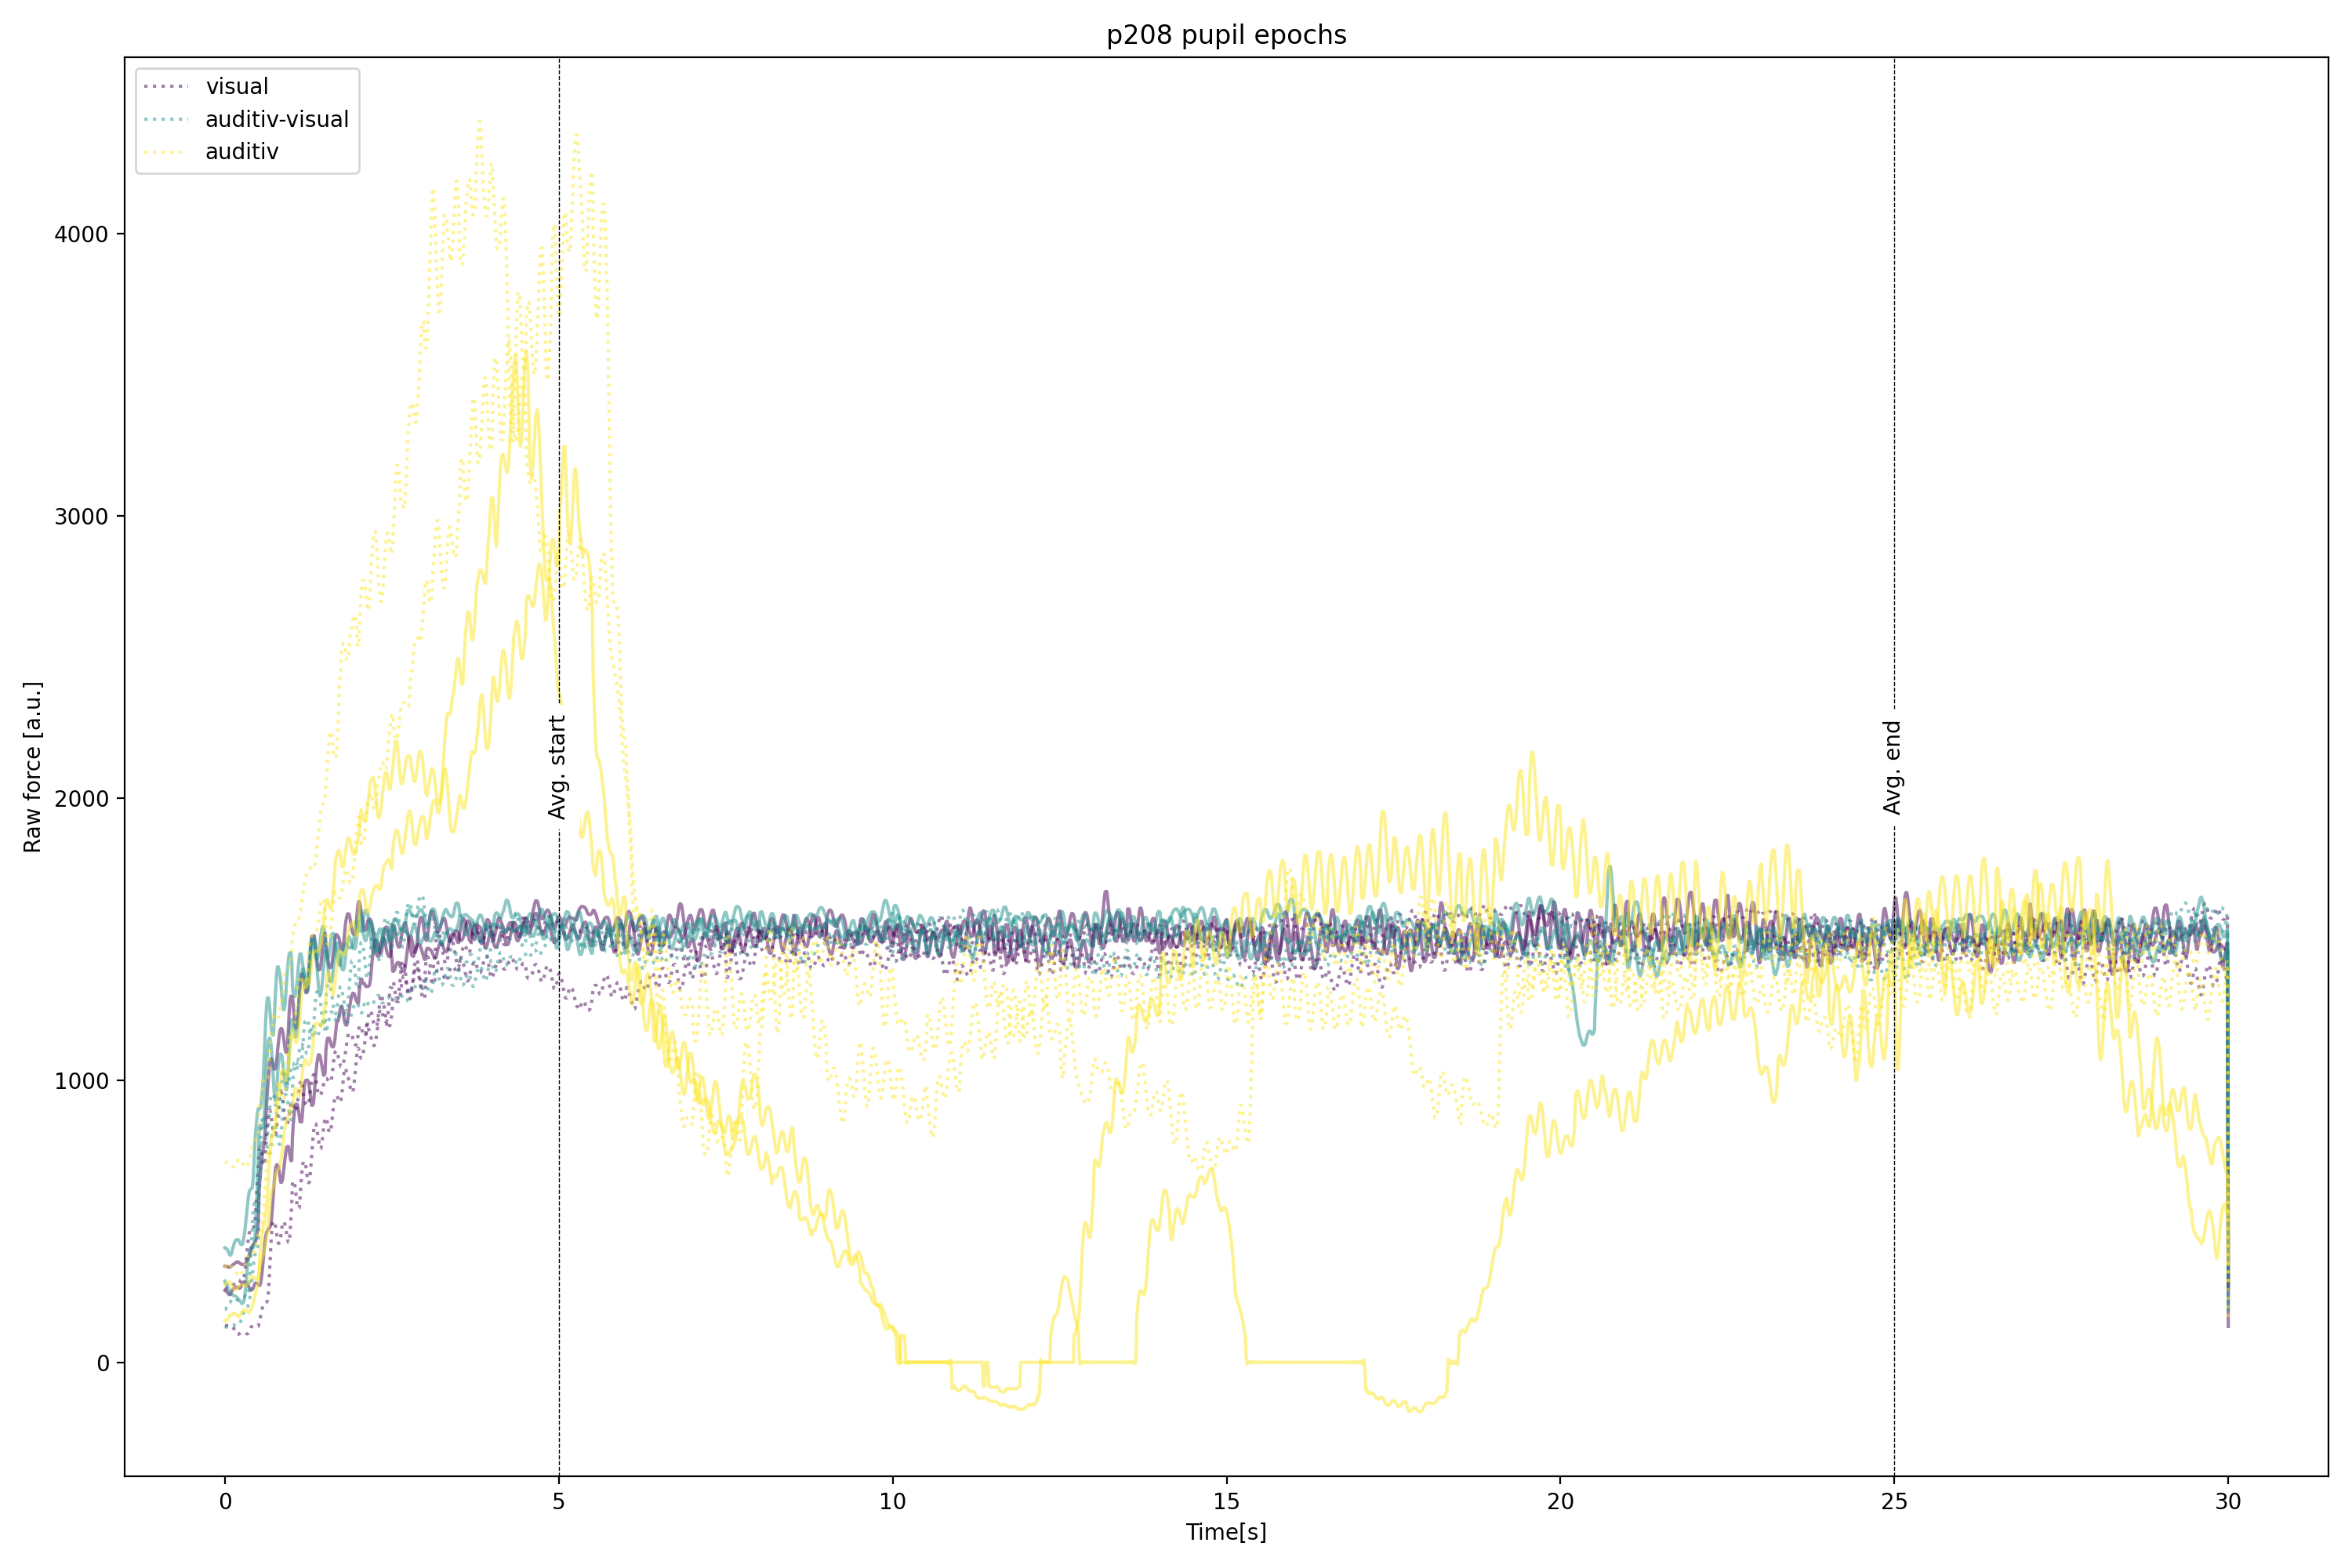 p208 pupil epochs
visual
auditiv-visual
auditiv
Raw force [a.u.]
4000
3000
2000
1000
0
Avg. start
Avg. end
0
5
10
15
20
25
30
Time[s]